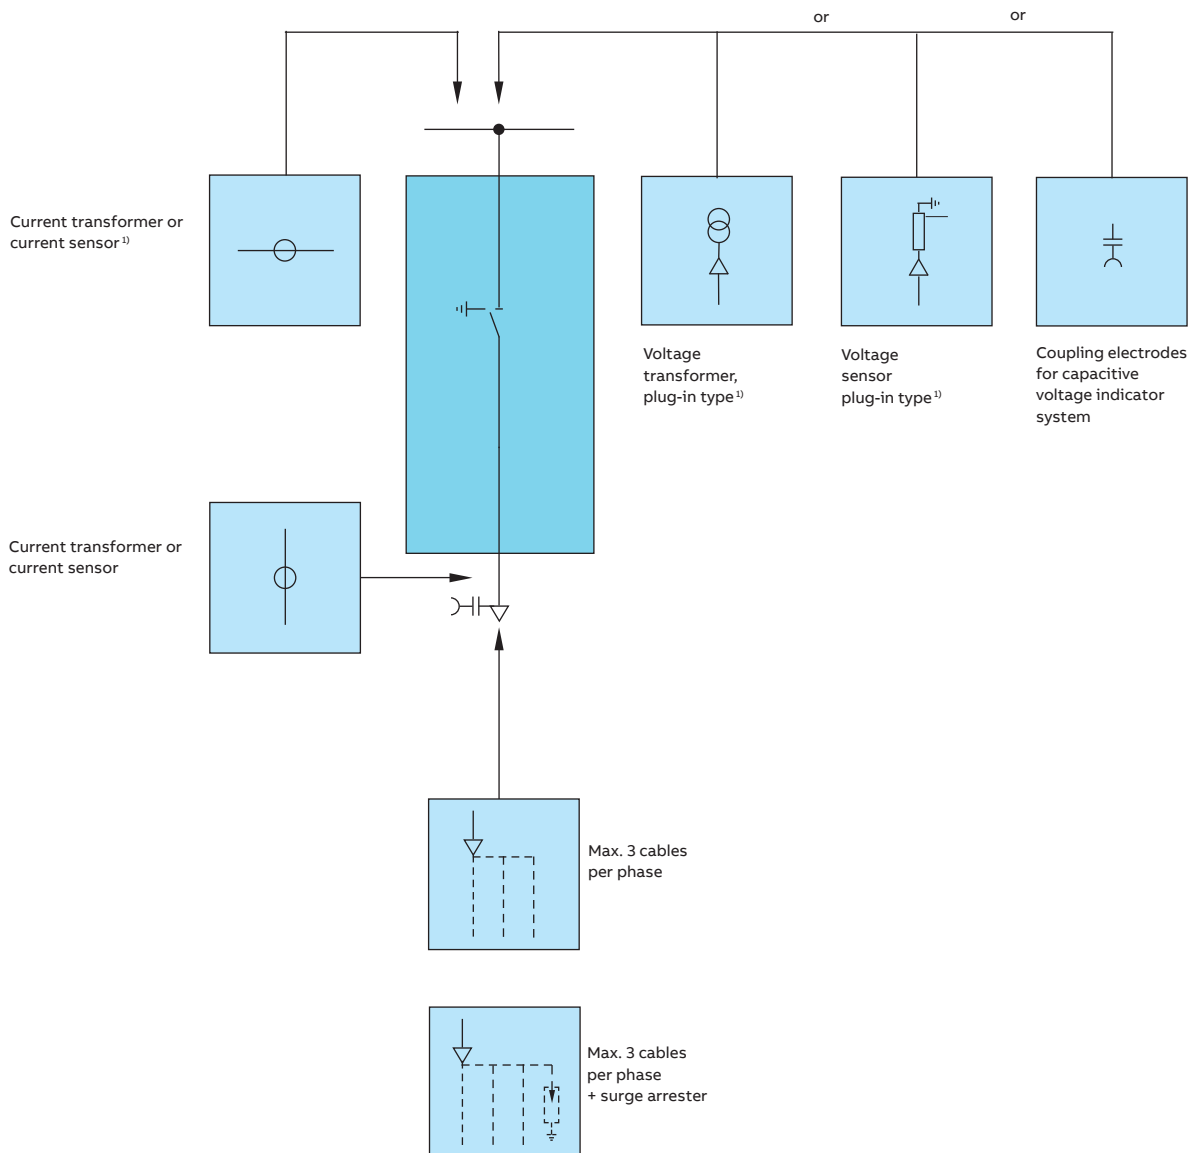 or
or
Current transformer or
current sensor 1)
Voltage
transformer,
plug-in type 1)
Voltage
sensor
plug-in type 1)
Coupling electrodes
for capacitive
voltage indicator
system
Current transformer or
current sensor
Max. 3 cables
per phase
Max. 3 cables
per phase
+ surge arrester